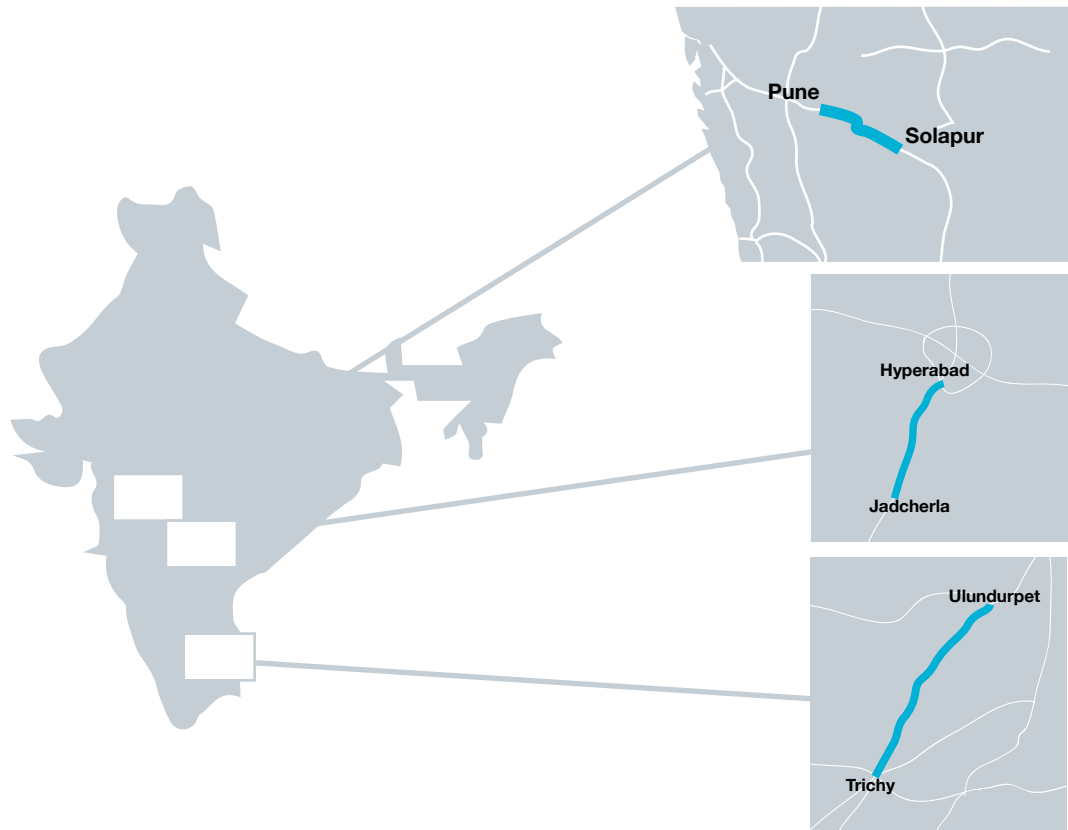 Pune
Solapur
Hyperabad
Jadcherla
Ulundurpet
Trichy